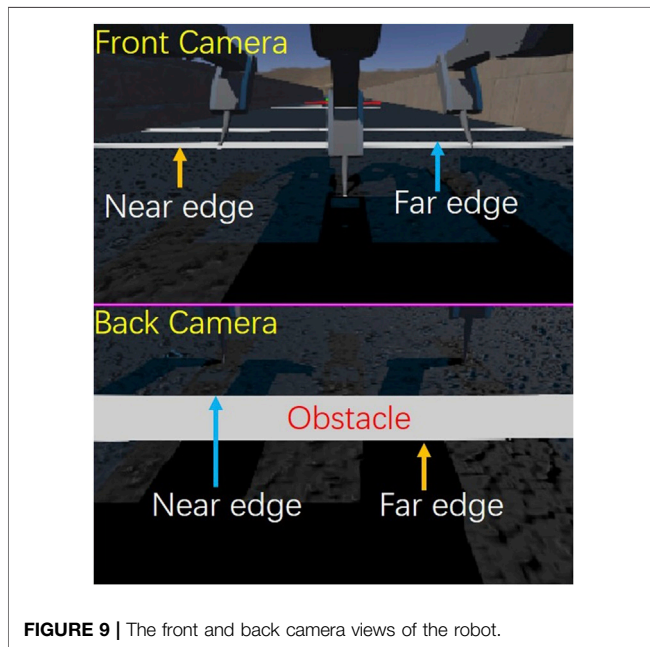 Front Camera
Near edge
Far edge
Back Camera
Obstacle
Near edge
Far edge
FIGURE 9 | The front and back camera views of the robot.